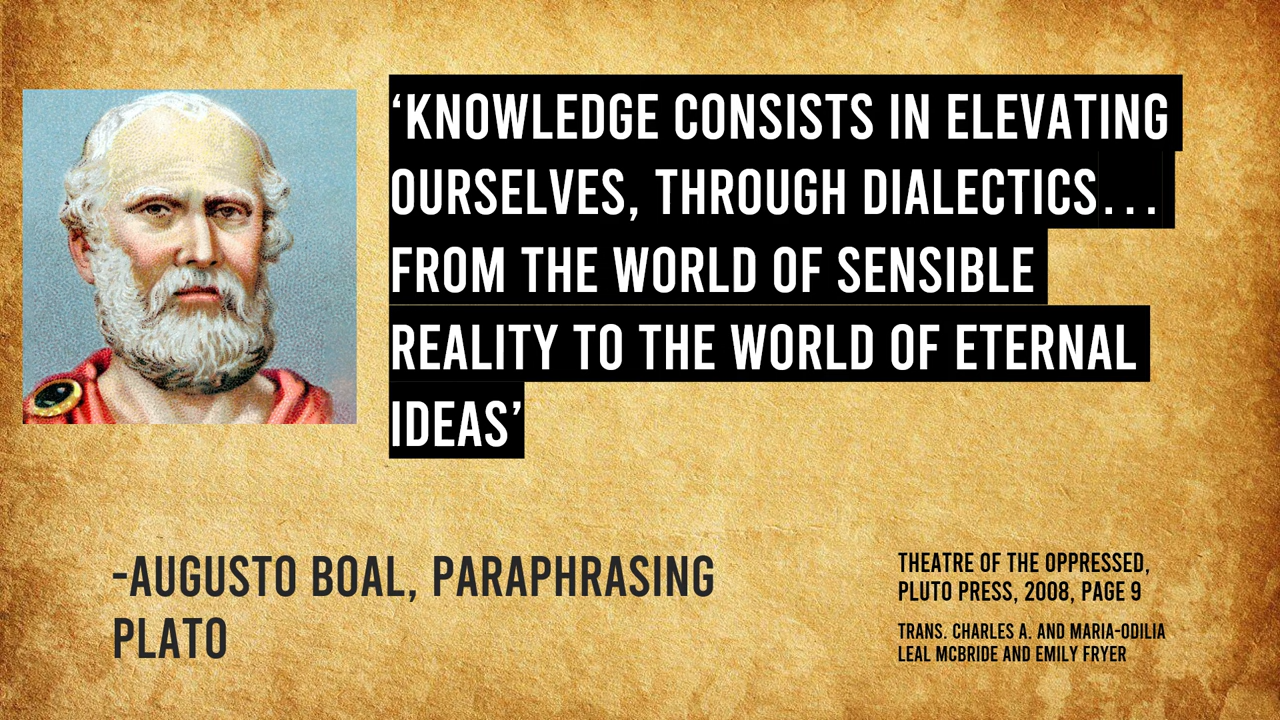 ‘KNOWLEDGE CONSISTS IN ELEVATING
OURSELVES, THROUGH DIALECTICS...
FROM THE WORLD OF SENSIBLE
REALITY TO THE WORLD OF ETERNAL
IDEAS’
-AUGUSTO BOAL, PARAPHRASING
PLATO
THEATRE OF THE OPPRESSED,
PLUTO PRESS, 2008, PAGE 9
TRANS. CHARLES A. AND MARIA-ODILIA
LEAL MCBRIDE AND EMILY FRYER